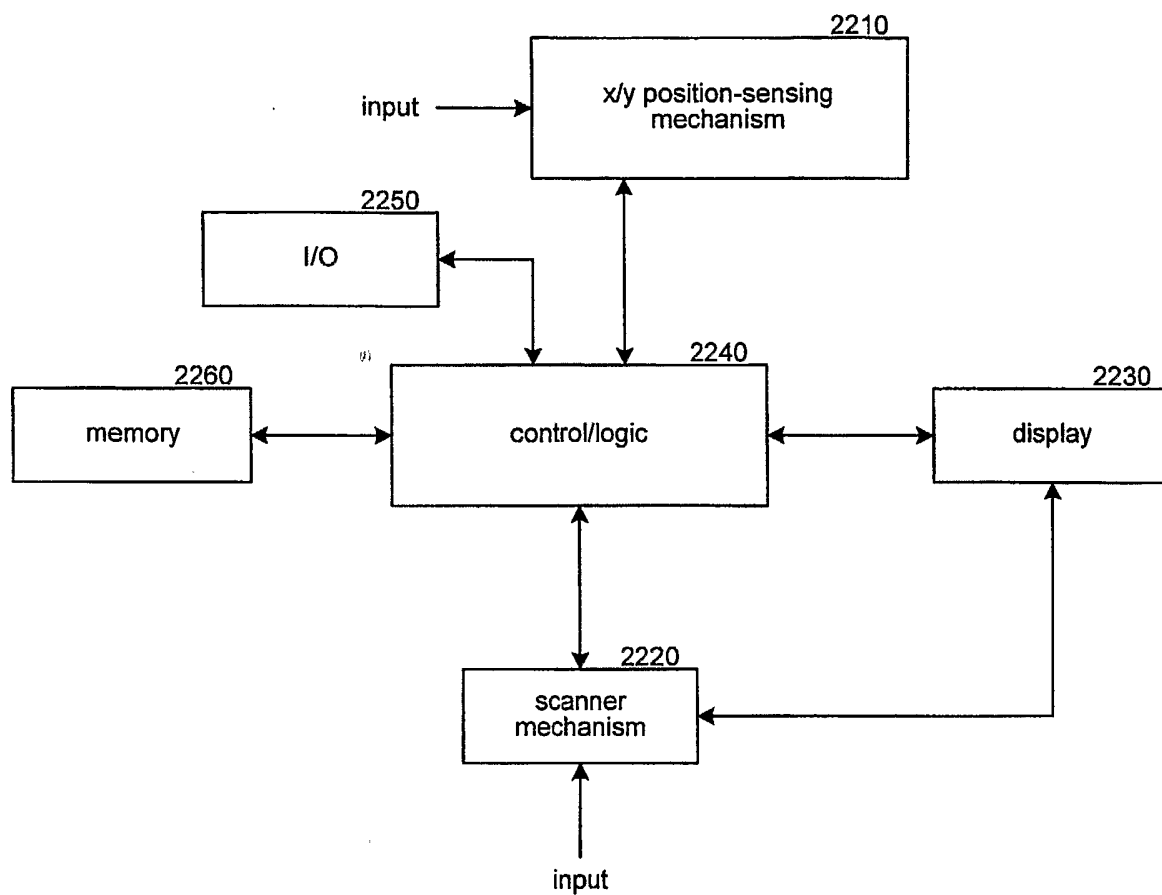 2210
x/y position-sensing
mechanism
input
2250
I/O
2240
control/logic
2260
memory
2230
display
2220
scanner
mechanism
input